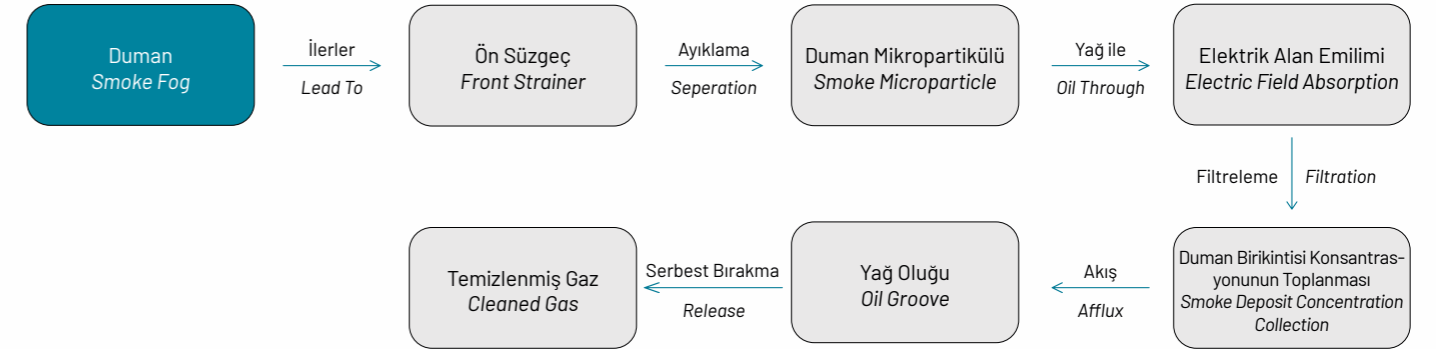 Duman
Smoke Fog
İlerler
Lead To
Ön Süzgeç
Front Strainer
Ayıklama
Seperation
Duman Mikropartikülü
Smoke Microparticle
Yağ ile
Oil Through
Elektrik Alan Emilimi
Electric Field Absorption
Filtreleme
Filtration
Duman Birikintisi Konsantras-
yonunun Toplanması
Smoke Deposit Concentration
Collection
Akış
Afflux
Yağ Oluğu
Oil Groove
Serbest Bırakma
Release
Temizlenmiş Gaz
Cleaned Gas